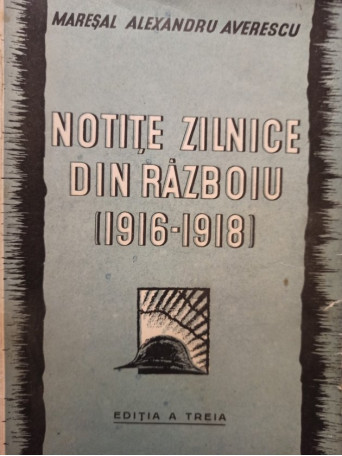 MAREȘAL ALEXANDRU AVERESCU
NOTIȚE ZILNICE
DIN RĂZBOIU
(1916-1918)
EDIȚIA A TREIA